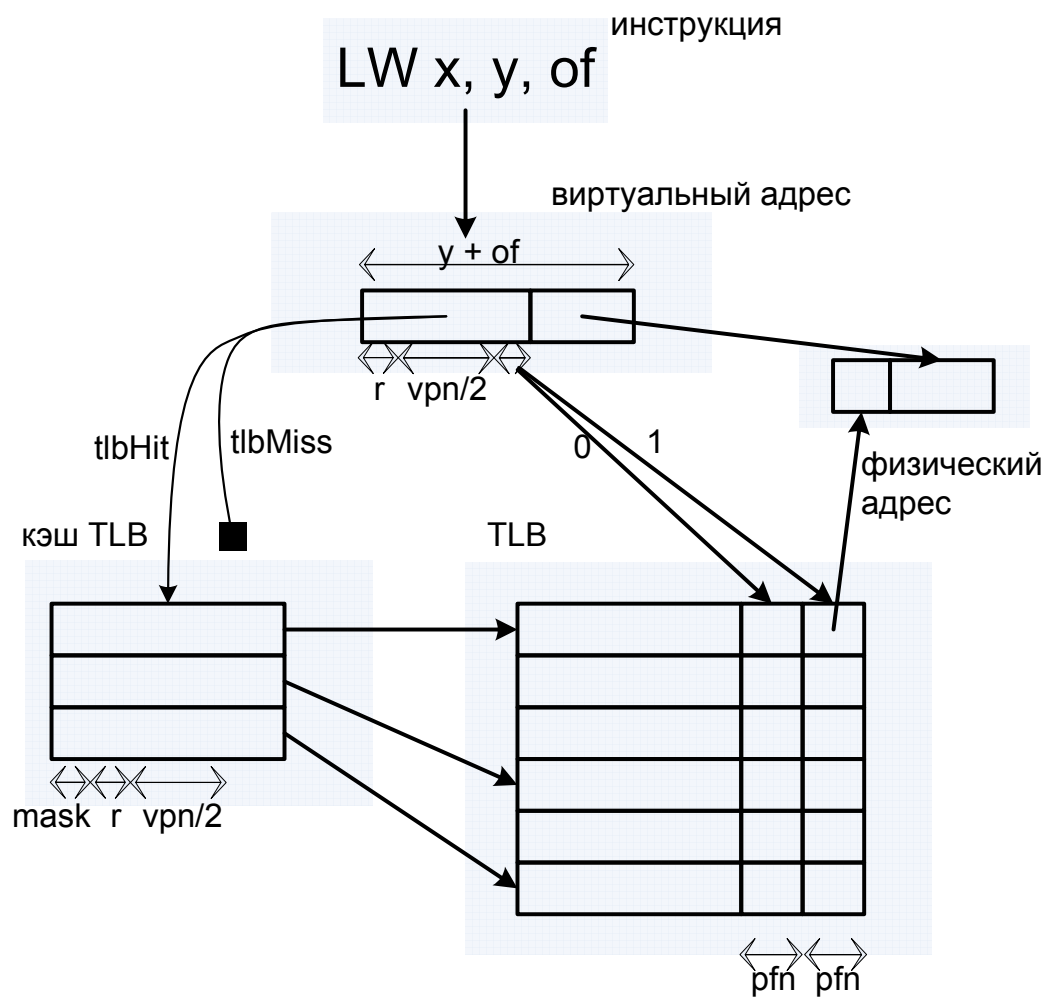 инструкция
LW x, y, of
виртуальный адрес
y + of
r vpn/2
0 1
tlbHit tlbMiss
физический
адрес
кэш TLB
TLB
mask r vpn/2
pfn pfn